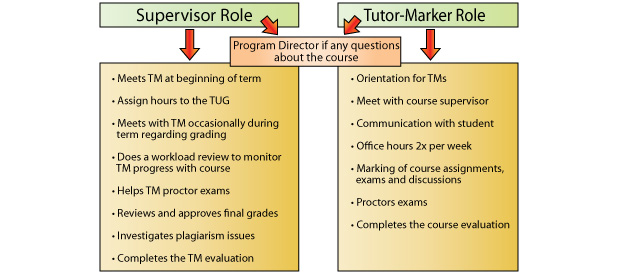 Supervisor Role
Tutor-Marker Role
Program Director if any questions
about the course
• Meets TM at beginning of term
• Assign hours to the TUG
• Meets with TM occasionally during
term regarding grading
• Does a workload review to monitor
TM progress with course
• Helps TM proctor exams
• Reviews and approves final grades
• Investigates plagiarism issues
• Completes the TM evaluation
• Orientation for TMs
• Meet with course supervisor
• Communication with student
• Office hours 2x per week
• Marking of course assignments,
exams and discussions
• Proctors exams
• Completes the course evaluation